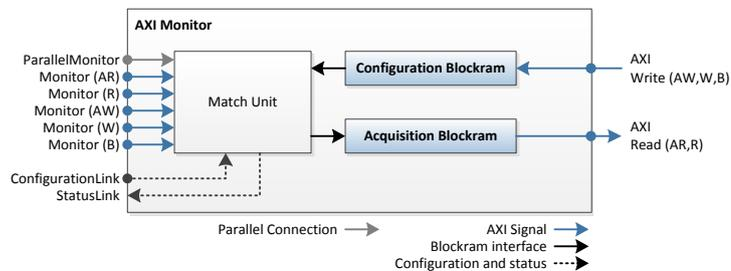 AXI Monitor
ParallelMonitor
Monitor (AR)
Monitor (R)
Monitor (AW)
Monitor (W)
Monitor (B)
ConfigurationLink
StatusLink
Match Unit
Configuration Blockram
Acquisition Blockram
AXI
Write (AW,W,B)
AXI
Read (AR,R)
Parallel Connection
AXI Signal
Blockram interface
Configuration and status